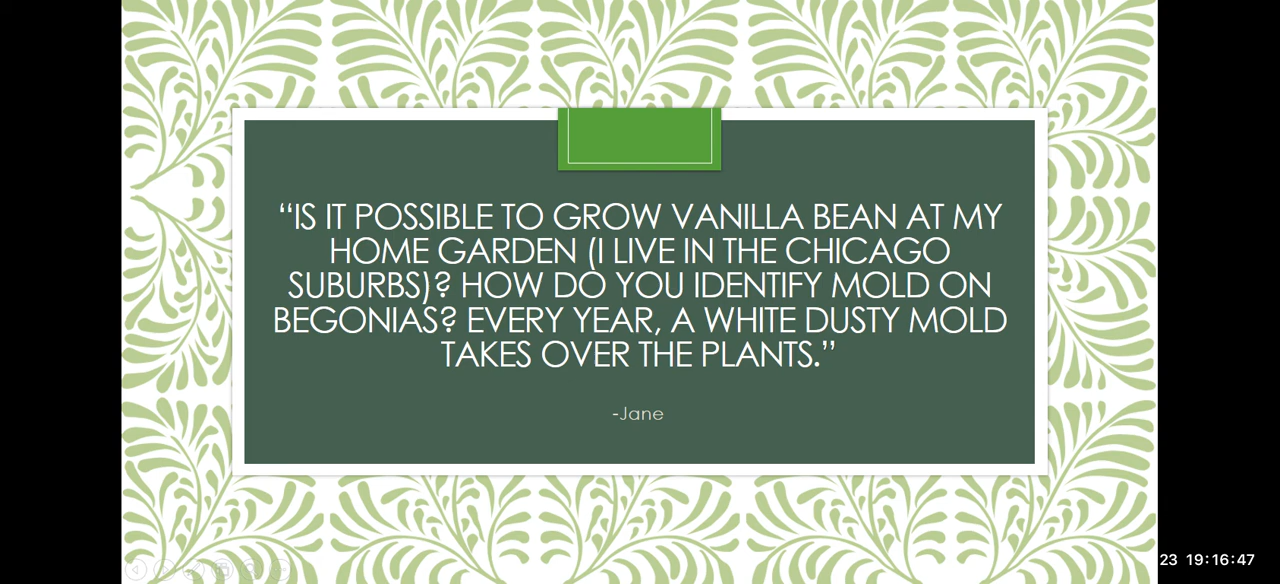 “IS IT POSSIBLE TO GROW VANILLA BEAN AT MY
HOME GARDEN (I LIVE IN THE CHICAGO
SUBURBS)? HOW DO YOU IDENTIFY MOLD ON
BEGONIAS? EVERY YEAR, A WHITE DUSTY MOLD
TAKES OVER THE PLANTS.”
-Jane
23 19:16:47